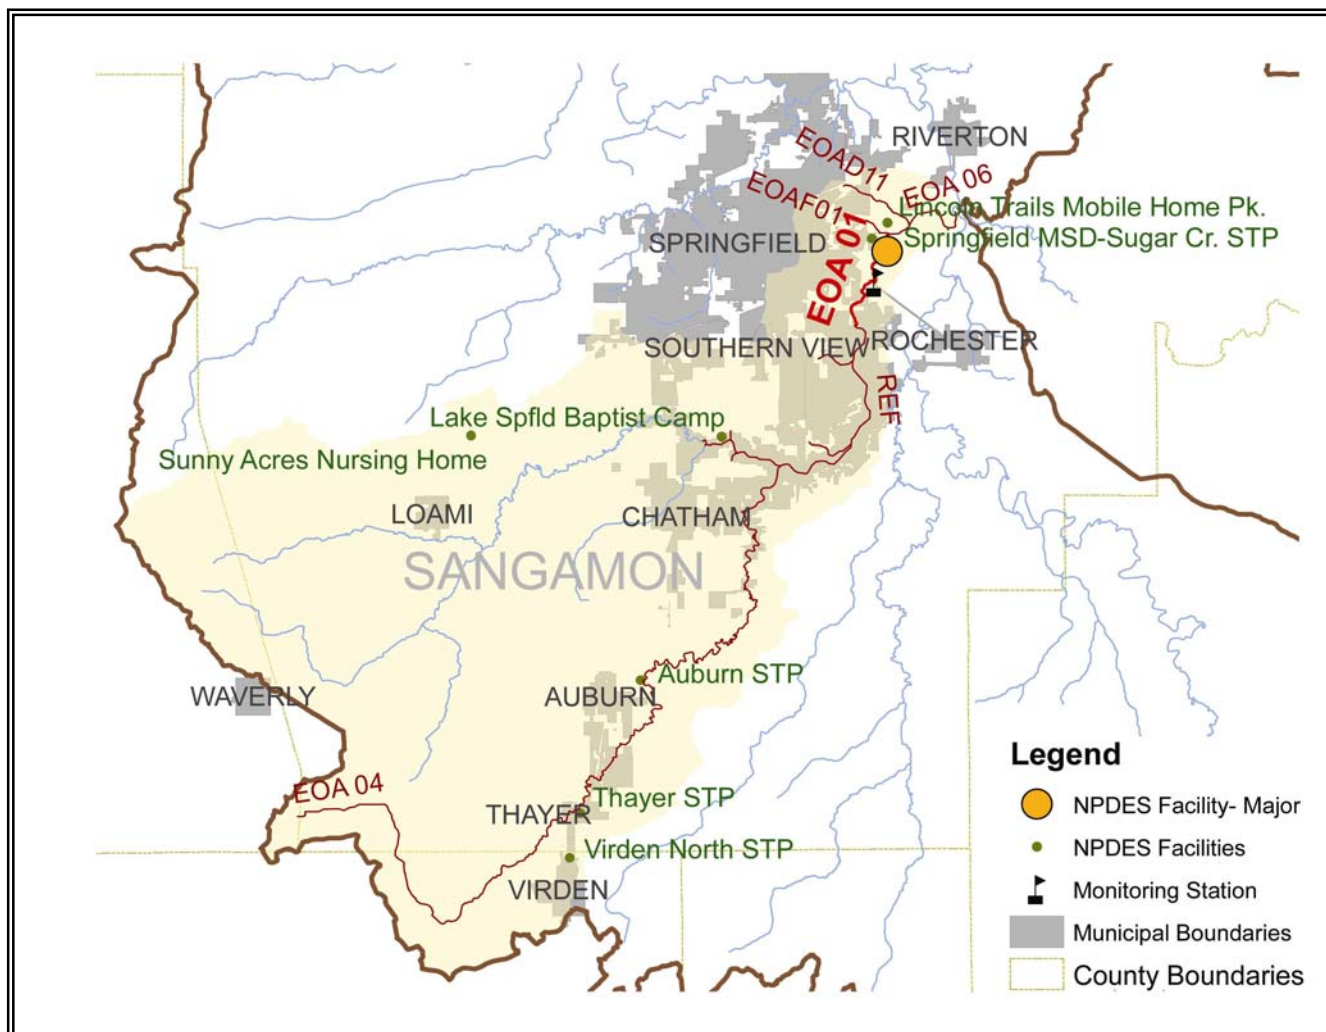 RIVERTON
EOAD11
EOA 06
EOAF01
Lincoln Trails Mobile Home Pk.
SPRINGFIELD
Springfield MSD-Sugar Cr. STP
EOA 01
SOUTHERN VIEW
ROCHESTER
REF
Lake Spfld Baptist Camp
Sunny Acres Nursing Home
LOAMI
CHATHAM
SANGAMON
Auburn STP
WAVERLY
AUBURN
EOA 04
Thayer STP
THAYER
Virden North STP
VIRDEN
Legend
NPDES Facility- Major
NPDES Facilities
Monitoring Station
Municipal Boundaries
County Boundaries